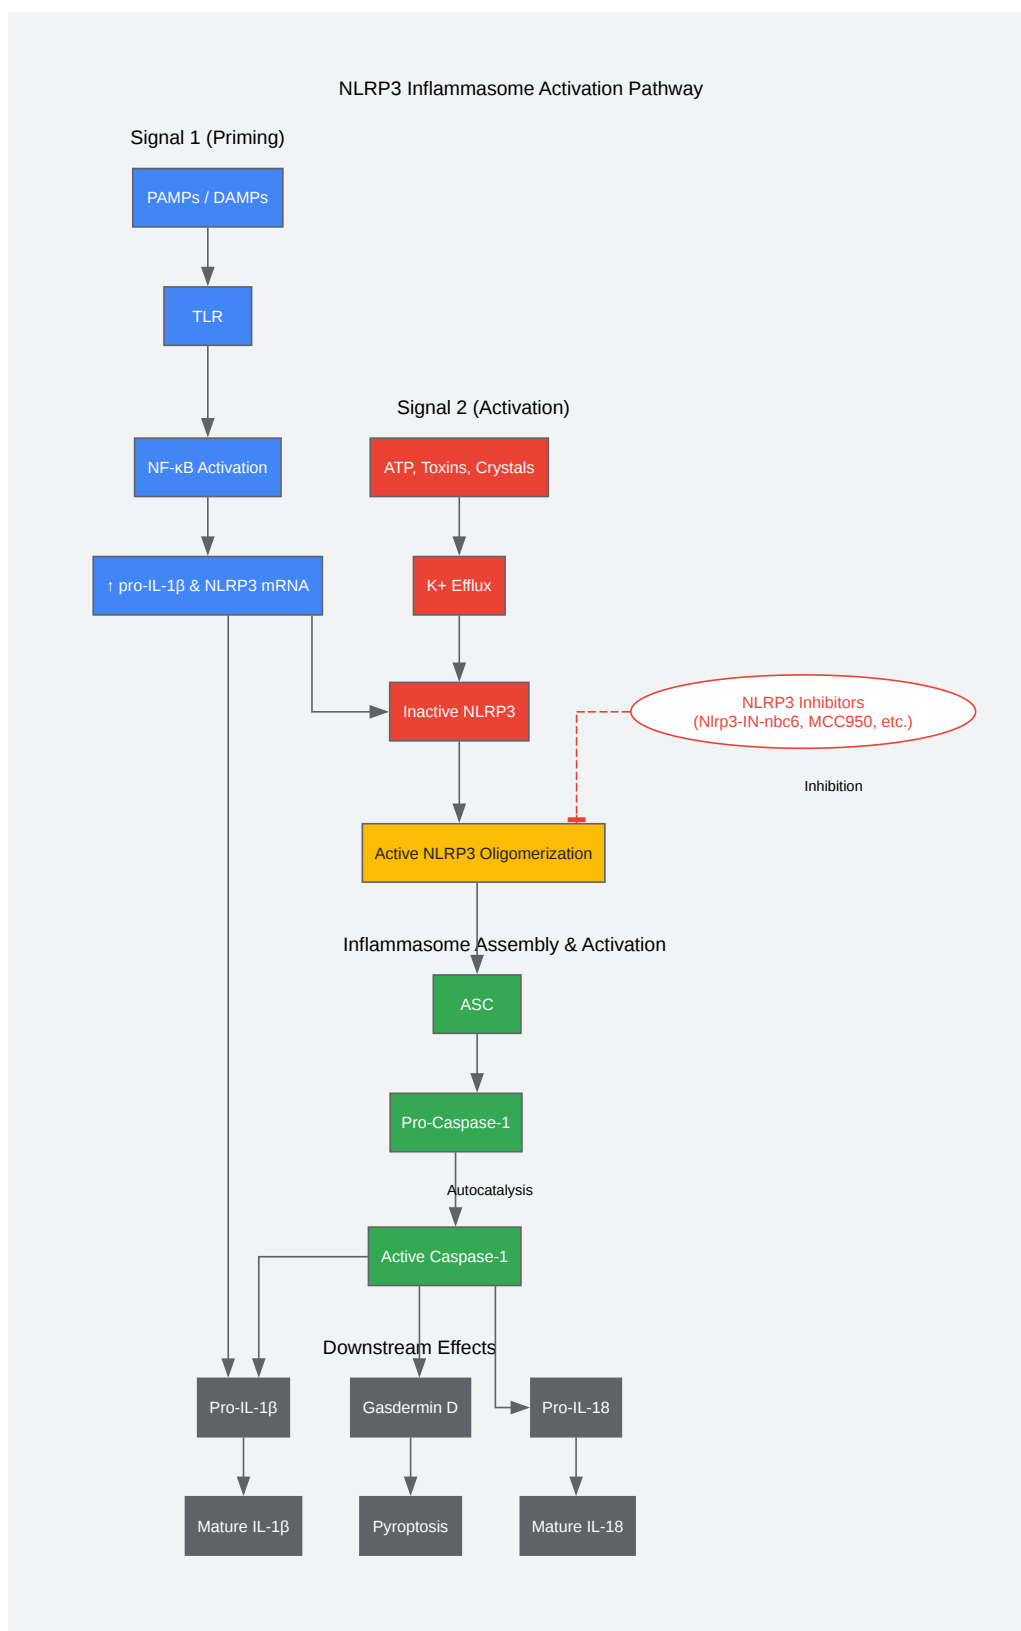 NLRP3 Inflammasome Activation Pathway
Signal 1 (Priming)
PAMPs / DAMPs
TLR
Signal 2 (Activation)
NF-κB Activation
ATP, Toxins, Crystals
↑ pro-IL-1β & NLRP3 mRNA
K+ Efflux
Inactive NLRP3
NLRP3 Inhibitors
(Nlrp3-IN-nbc6, MCC950, etc.)
Inhibition
Active NLRP3 Oligomerization
Inflammasome Assembly & Activation
ASC
Pro-Caspase-1
Autocatalysis
Active Caspase-1
Downstream Effects
Pro-IL-1β
Gasdermin D
Pro-IL-18
Mature IL-1β
Pyroptosis
Mature IL-18